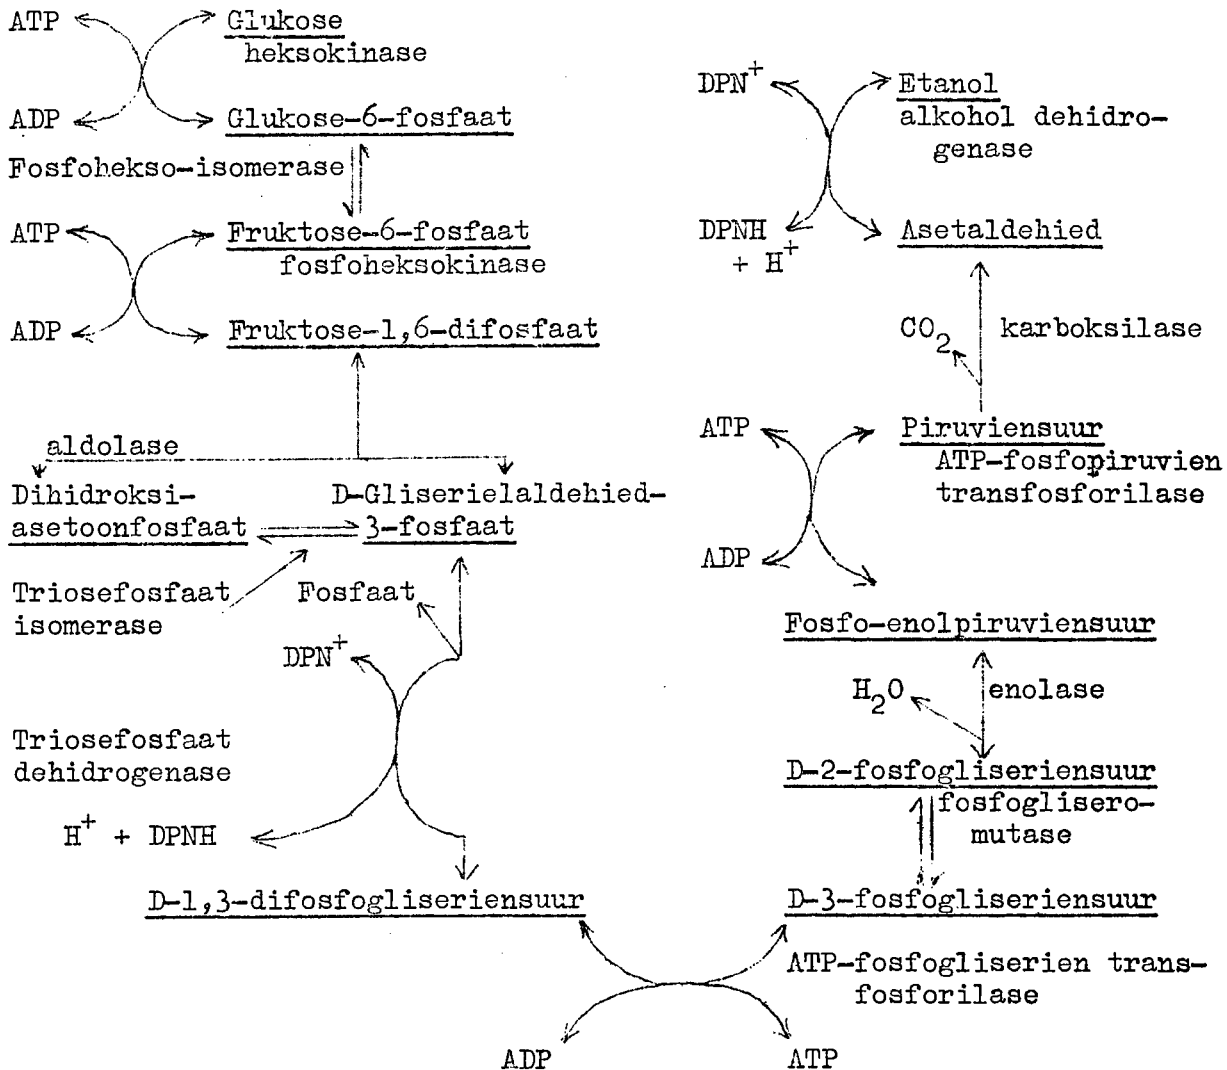 ATP
Glukose
heksokinase
ADP
Glukose-6-fosfaat
Fosfohekso-isomerase
ATP
Fruktose-6-fosfaat
fosfoheksokinase
ADP
Fruktose-1,6-difosfaat
aldolase
Dihidroksi-
asetoonfosfaat
D-Gliserielaldehied-
3-fosfaat
Triosefosfaat
isomerase
Fosfaat
DPN⁺
Triosefosfaat
dehidrogenase
H⁺ + DPNH
D-1,3-difosfogliseriensuur
ADP
ATP
ATP-fosfogliserien trans-
fosforilase
D-3-fosfogliseriensuur
fosfoglisero-
mutase
D-2-fosfogliseriensuur
H₂O
enolase
Fosfo-enolpiruviensuur
ADP
ATP
Piruviensuur
ATP-fosfopiruvien
transfosforilase
CO₂
karboksilase
Asetaldehied
DPNH
+ H⁺
DPN⁺
Etanol
alkohol dehidro-
genase